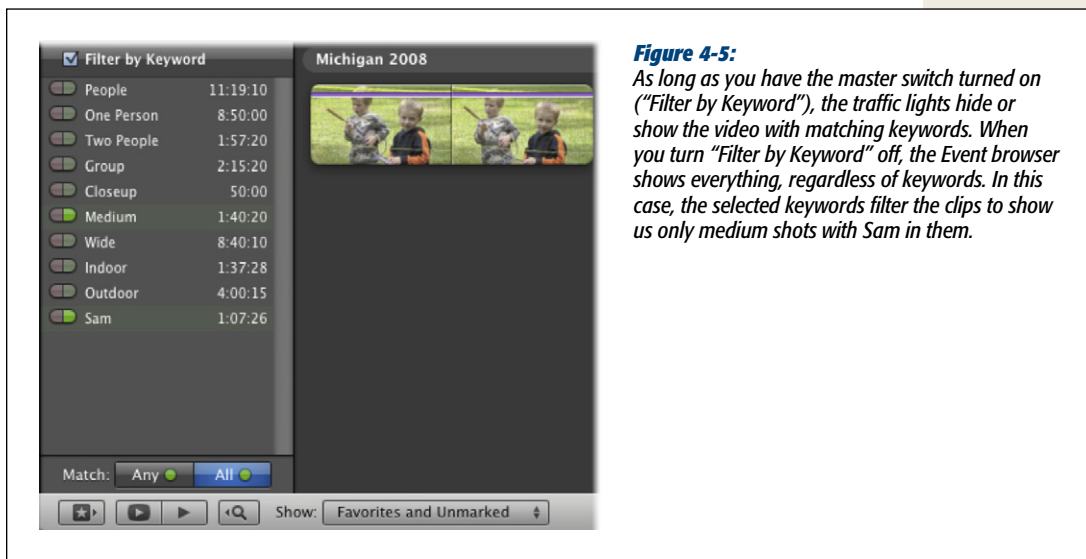 Filter by Keyword
People 11:19:10
One Person 8:50:00
Two People 1:57:20
Group 2:15:20
Closeup 50:00
Medium 1:40:20
Wide 8:40:10
Indoor 1:37:28
Outdoor 4:00:15
Sam 1:07:26
Match: Any All
Show: Favorites and Unmarked
Michigan 2008
Figure 4-5:
As long as you have the master switch turned on
("Filter by Keyword"), the traffic lights hide or
show the video with matching keywords. When
you turn "Filter by Keyword" off, the Event browser
shows everything, regardless of keywords. In this
case, the selected keywords filter the clips to show
us only medium shots with Sam in them.